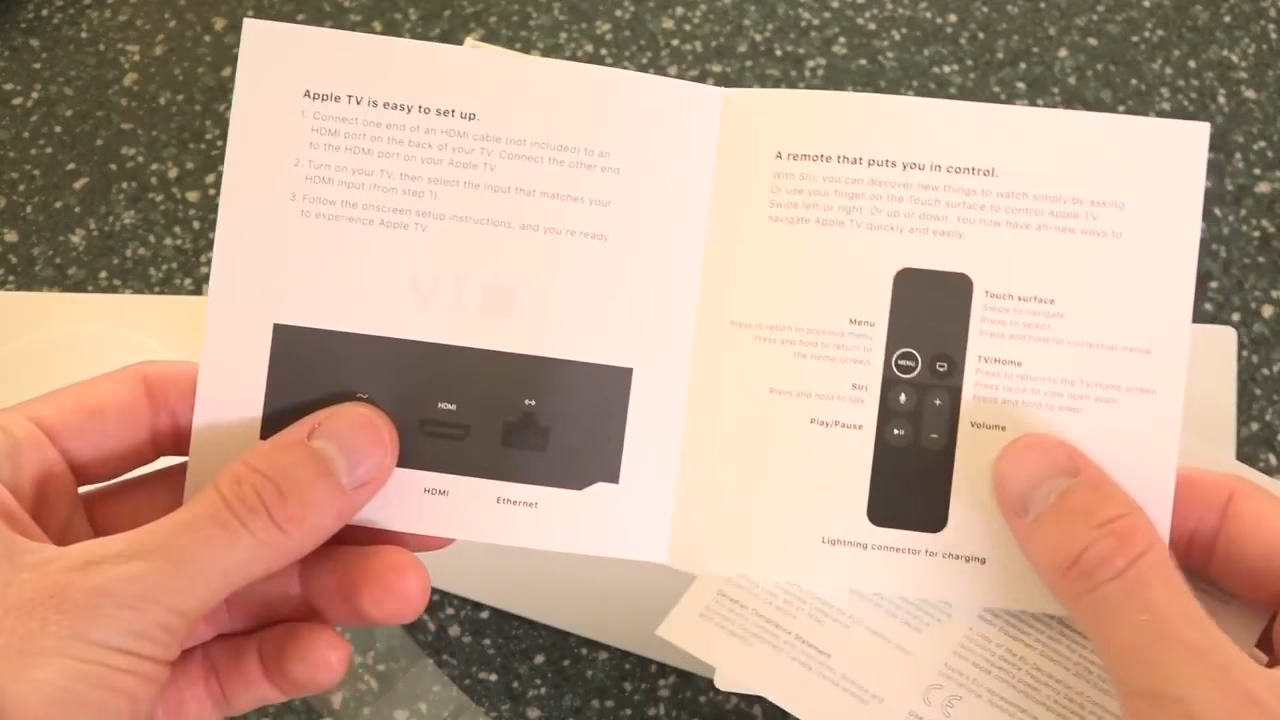 Apple TV is easy to set up.
1. Connect one end of an HDMI cable (not included) to an
HDMI port on the back of your TV. Connect the other end
to the HDMI port on your Apple TV.
2. Turn on your TV, then select the input that matches your
HDMI input (from step 1).
3. Follow the onscreen setup instructions, and you're ready
to experience Apple TV.
HDMI
HDMI
Ethernet
A remote that puts you in control.
With Siri, you can discover new things to watch simply by asking.
Or use your finger on the Touch surface to control Apple TV.
Swipe left or right. Or up or down. You now have all-new ways to
navigate Apple TV quickly and easily.
Menu
Press to return to previous menu.
Press and hold to return to
the Home screen.
Siri
Press and hold to talk.
Play/Pause
MENU
Touch surface
Swipe to navigate.
Press to select.
Press and hold for contextual menus.
TV/Home
Press to return to the TV/Home screen.
Press twice to view open apps.
Press and hold to sleep.
Volume
Lightning connector for charging
Canadian Compliance Statement
CE